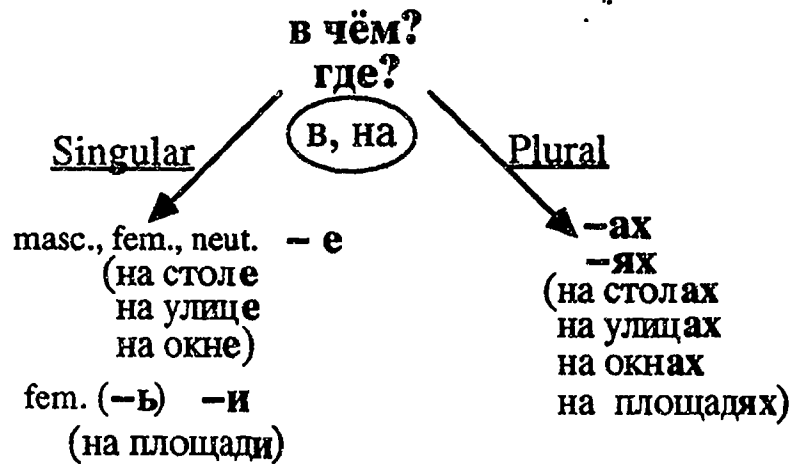 в чём?
где?
в, на
Singular
masc., fem., neut. – е
(на столе
на улице
на окне)
fem. (–ь) –и
(на площади)
Plural
–ах
–ях
(на столах
на улицах
на окнах
на площадях)